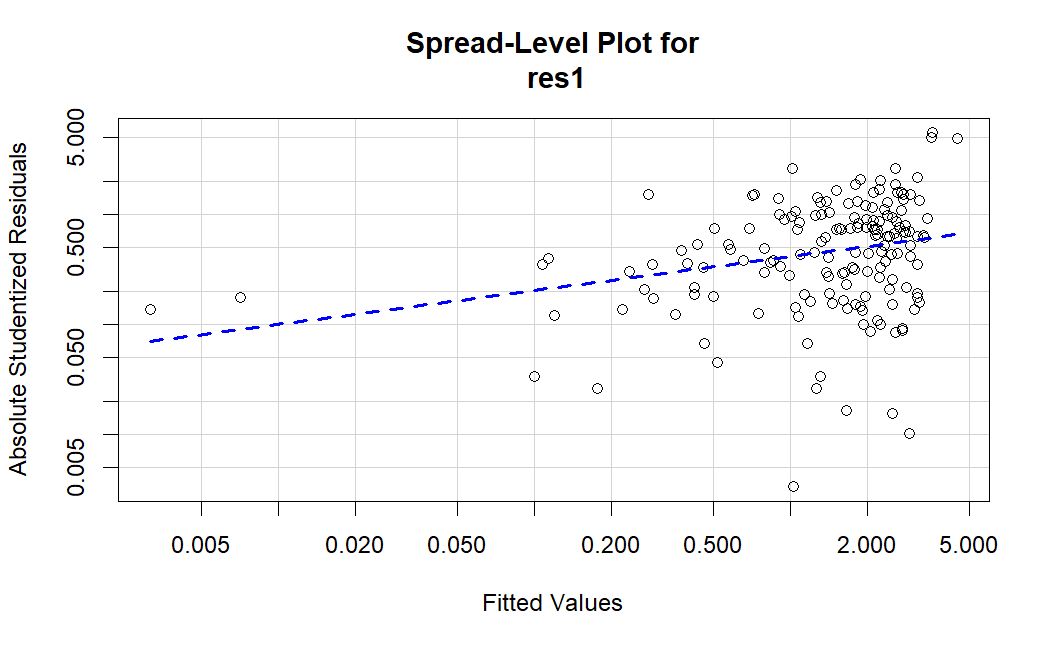 Spread-Level Plot for
res1
Absolute Studentized Residuals
5.000
0.500
0.050
0.005
0.005 0.020 0.050 0.200 0.500 2.000 5.000
Fitted Values